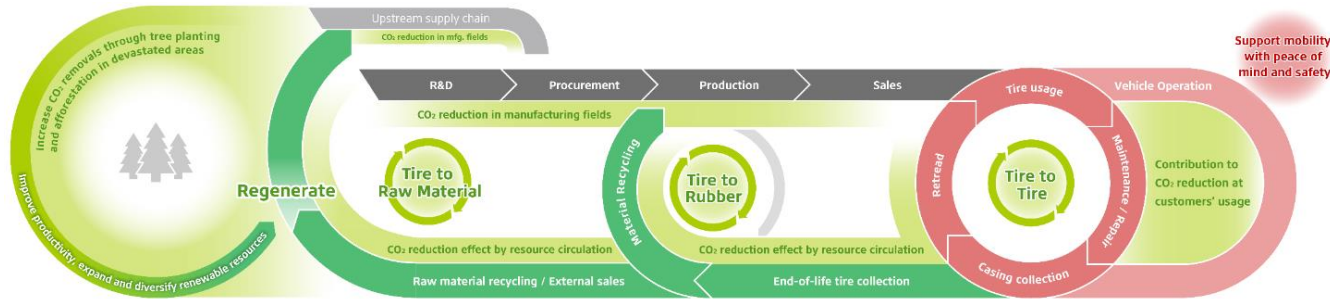 increase CO₂ removals through tree planting
and afforestation in devastated areas
Improve productivity, expand and diversify renewable resources
Regenerate
Upstream supply chain
CO₂ reduction in mfg. fields
R&D
Procurement
Production
Sales
CO₂ reduction in manufacturing fields
Tire to
Raw Material
Material Recycling
Tire to
Rubber
CO₂ reduction effect by resource circulation
CO₂ reduction effect by resource circulation
Raw material recycling / External sales
End-of-life tire collection
Tire usage
Retread
Tire to
Tire
Maintenance / Repair
Casing collection
Vehicle Operation
Contribution to
CO₂ reduction at
customers' usage
Support mobility
with peace of
mind and safety